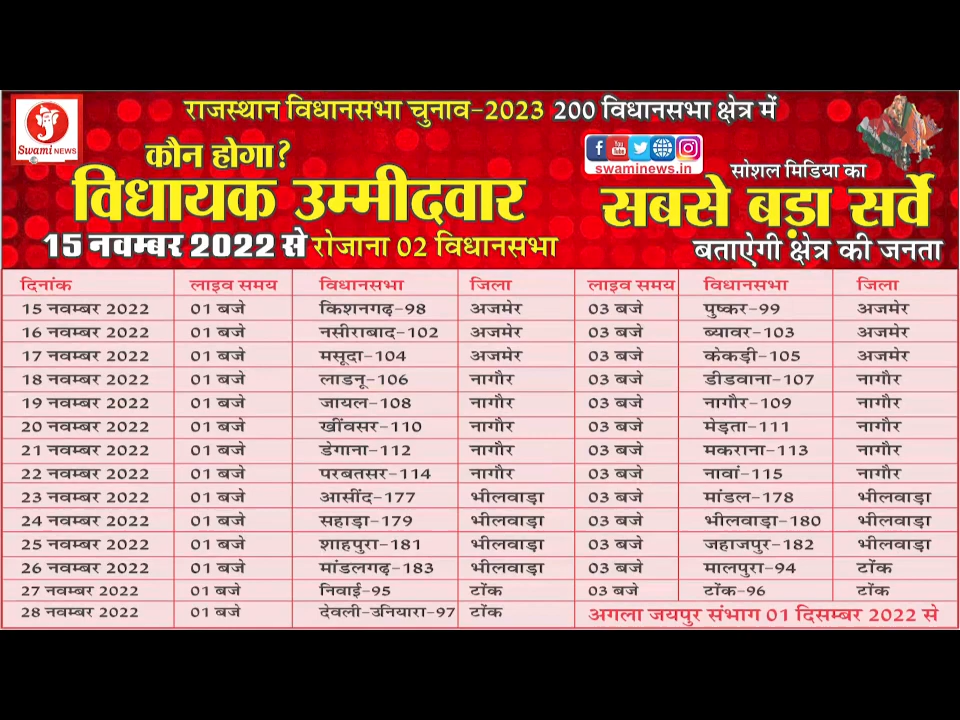 राजस्थान विधानसभा चुनाव-2023 200 विधानसभा क्षेत्र में
Swami NEWS
कौन होगा?
विधायक उम्मीदवार
15 नवम्बर 2022 से रोजाना 02 विधानसभा
f You Tube
swaminews.in
सोशल मिडिया का
सबसे बड़ा सर्वे
बताऐगी क्षेत्र की जनता
दिनांक लाइव समय विधानसभा जिला लाइव समय विधानसभा जिला
15 नवम्बर 2022 01 बजे किशनगढ़-98 अजमेर 03 बजे पुष्कर-99 अजमेर
16 नवम्बर 2022 01 बजे नसीराबाद-102 अजमेर 03 बजे ब्यावर-103 अजमेर
17 नवम्बर 2022 01 बजे मसूदा-104 अजमेर 03 बजे केकड़ी-105 अजमेर
18 नवम्बर 2022 01 बजे लाडनू-106 नागौर 03 बजे डीडवाना-107 नागौर
19 नवम्बर 2022 01 बजे जायल-108 नागौर 03 बजे नागौर-109 नागौर
20 नवम्बर 2022 01 बजे खींवसर-110 नागौर 03 बजे मेड़ता-111 नागौर
21 नवम्बर 2022 01 बजे डेगाना-112 नागौर 03 बजे मकराना-113 नागौर
22 नवम्बर 2022 01 बजे परबतसर-114 नागौर 03 बजे नावां-115 नागौर
23 नवम्बर 2022 01 बजे आसींद-177 भीलवाड़ा 03 बजे मांडल-178 भीलवाड़ा
24 नवम्बर 2022 01 बजे सहाड़ा-179 भीलवाड़ा 03 बजे भीलवाड़ा-180 भीलवाड़ा
25 नवम्बर 2022 01 बजे शाहपुरा-181 भीलवाड़ा 03 बजे जहाजपुर-182 भीलवाड़ा
26 नवम्बर 2022 01 बजे मांडलगढ़-183 भीलवाड़ा 03 बजे मालपुरा-94 टोंक
27 नवम्बर 2022 01 बजे निवाई-95 टोंक 03 बजे टोंक-96 टोंक
28 नवम्बर 2022 01 बजे देवली-उनियारा-97 टोंक अगला जयपुर संभाग 01 दिसम्बर 2022 से